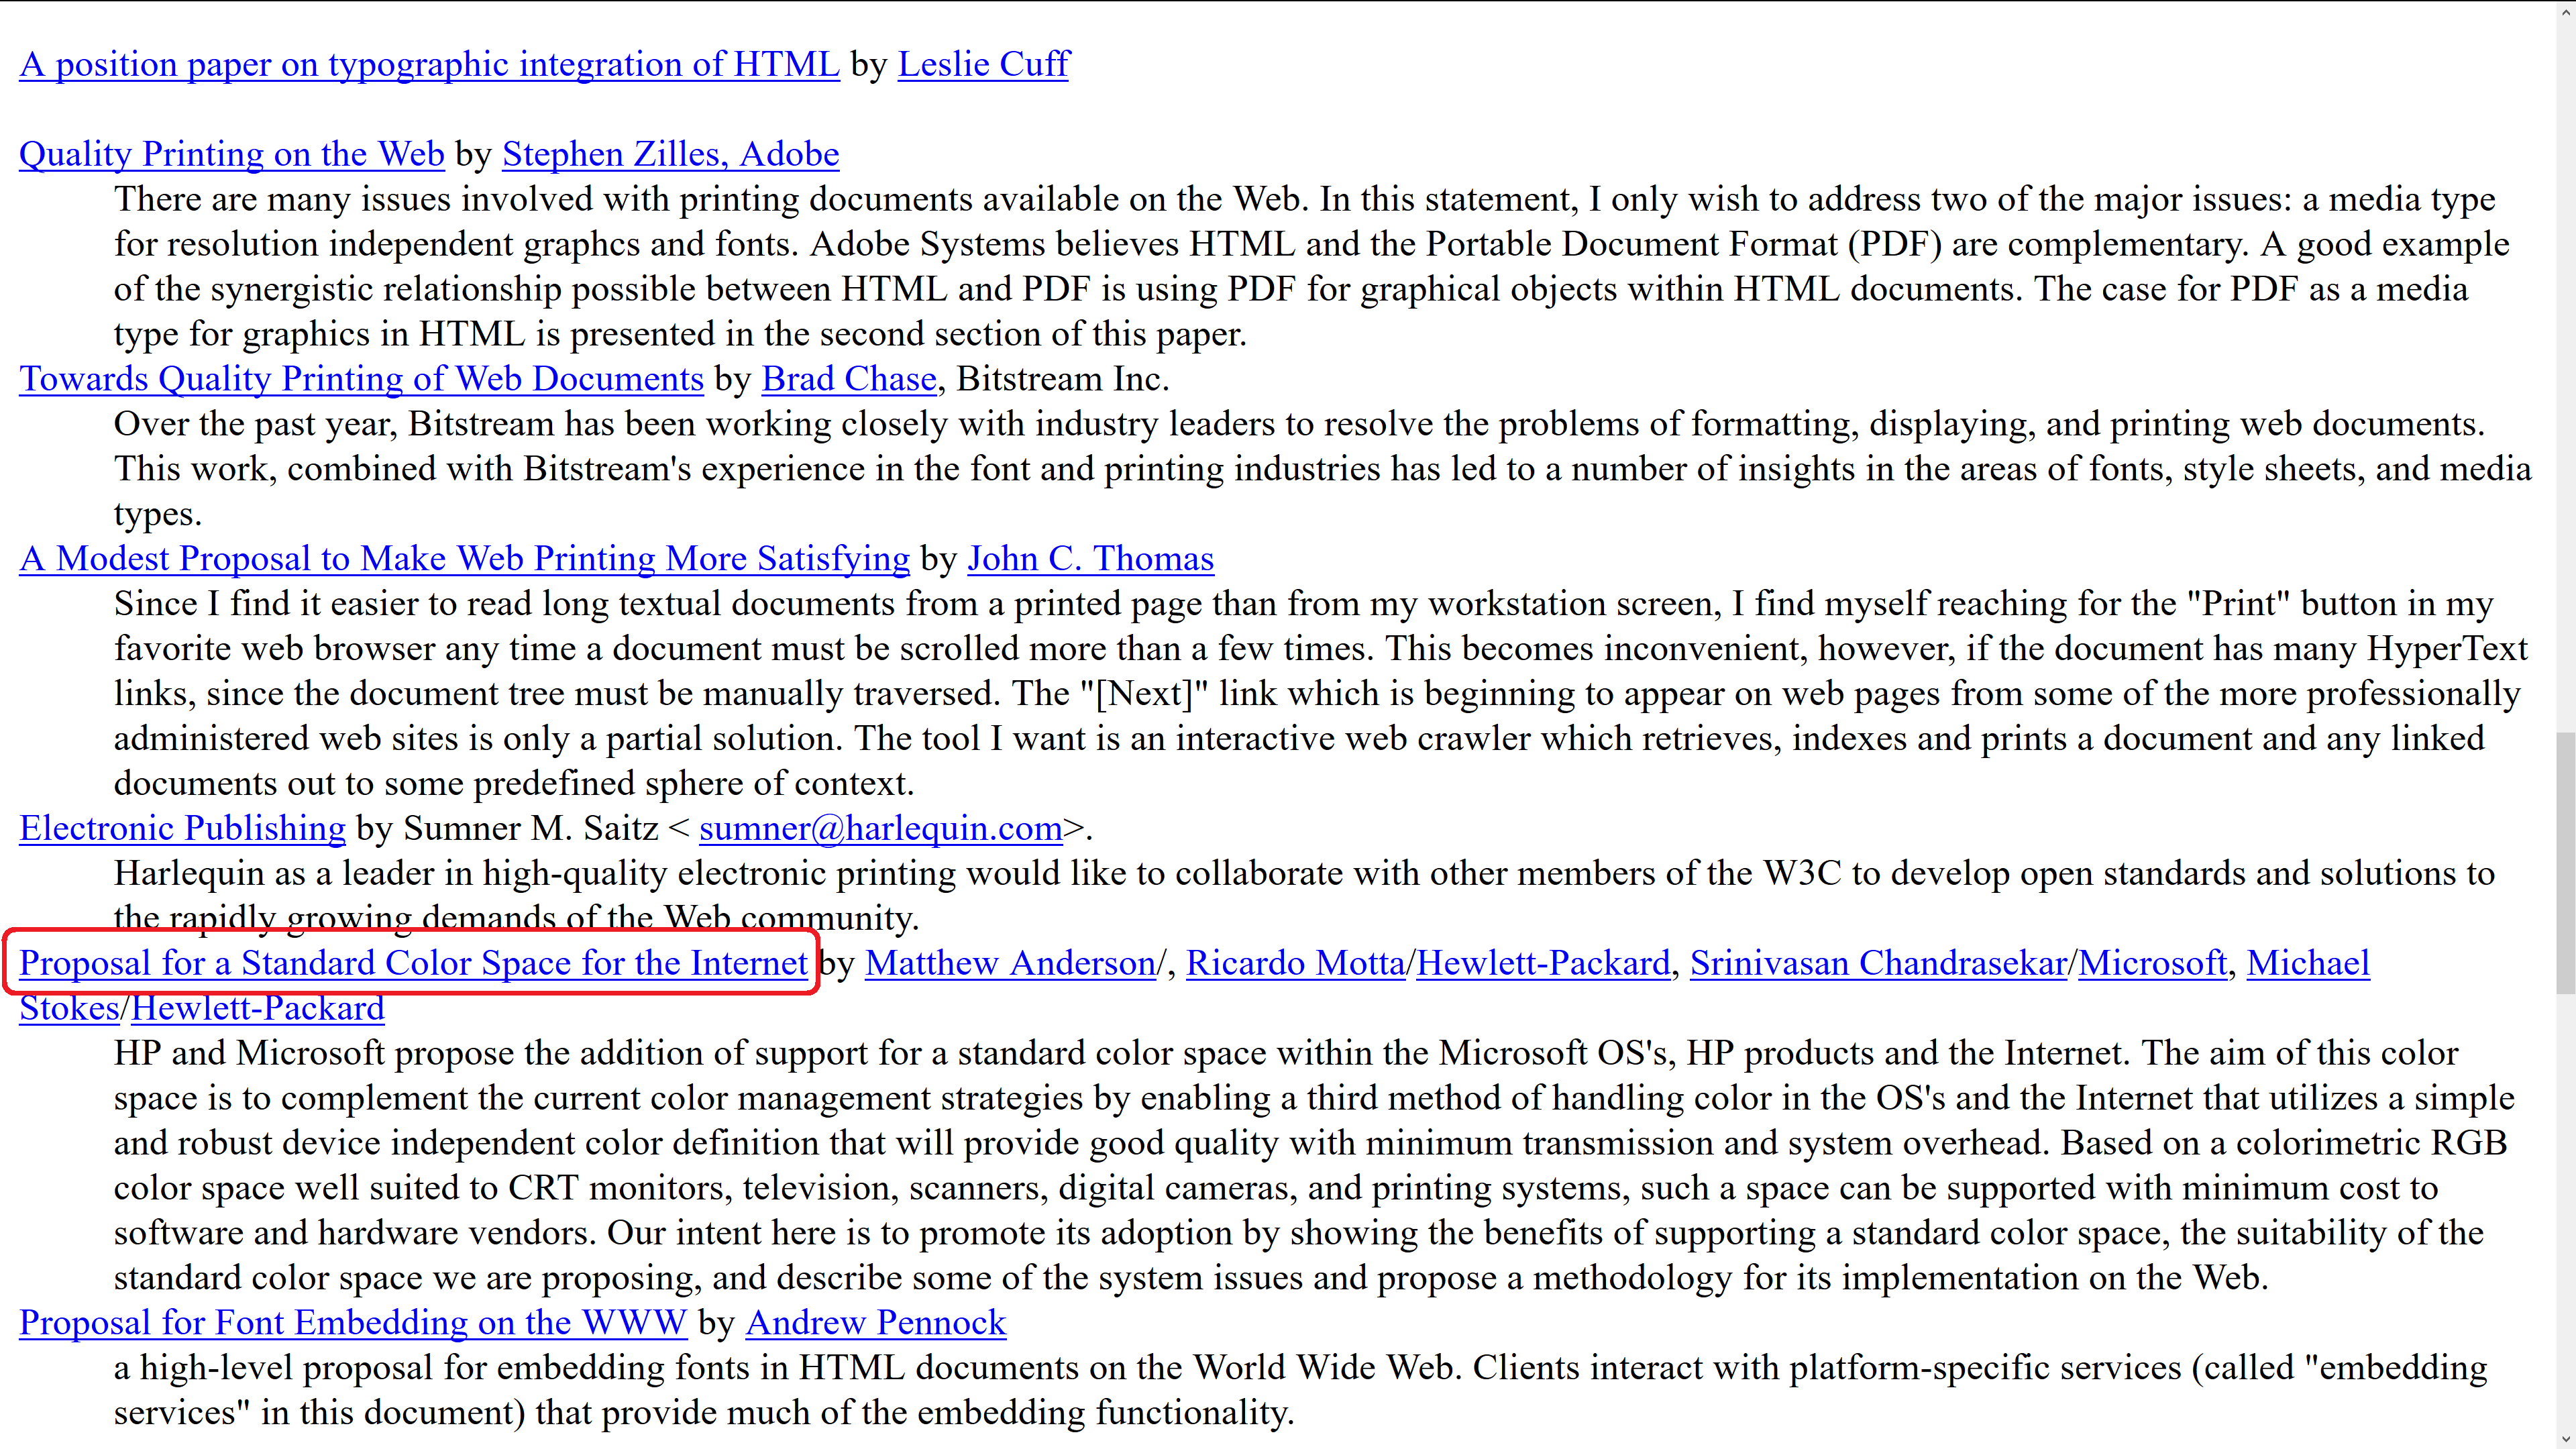 A position paper on typographic integration of HTML by Leslie Cuff
Quality Printing on the Web by Stephen Zilles, Adobe
There are many issues involved with printing documents available on the Web. In this statement, I only wish to address two of the major issues: a media type
for resolution independent graphcs and fonts. Adobe Systems believes HTML and the Portable Document Format (PDF) are complementary. A good example
of the synergistic relationship possible between HTML and PDF is using PDF for graphical objects within HTML documents. The case for PDF as a media
type for graphics in HTML is presented in the second section of this paper.
Towards Quality Printing of Web Documents by Brad Chase, Bitstream Inc.
Over the past year, Bitstream has been working closely with industry leaders to resolve the problems of formatting, displaying, and printing web documents.
This work, combined with Bitstream's experience in the font and printing industries has led to a number of insights in the areas of fonts, style sheets, and media
types.
A Modest Proposal to Make Web Printing More Satisfying by John C. Thomas
Since I find it easier to read long textual documents from a printed page than from my workstation screen, I find myself reaching for the "Print" button in my
favorite web browser any time a document must be scrolled more than a few times. This becomes inconvenient, however, if the document has many HyperText
links, since the document tree must be manually traversed. The "[Next]" link which is beginning to appear on web pages from some of the more professionally
administered web sites is only a partial solution. The tool I want is an interactive web crawler which retrieves, indexes and prints a document and any linked
documents out to some predefined sphere of context.
Electronic Publishing by Sumner M. Saitz < sumner@harlequin.com>.
Harlequin as a leader in high-quality electronic printing would like to collaborate with other members of the W3C to develop open standards and solutions to
the rapidly growing demands of the Web community.
Proposal for a Standard Color Space for the Internet by Matthew Anderson/, Ricardo Motta/Hewlett-Packard, Srinivasan Chandrasekar/Microsoft, Michael
Stokes/Hewlett-Packard
HP and Microsoft propose the addition of support for a standard color space within the Microsoft OS's, HP products and the Internet. The aim of this color
space is to complement the current color management strategies by enabling a third method of handling color in the OS's and the Internet that utilizes a simple
and robust device independent color definition that will provide good quality with minimum transmission and system overhead. Based on a colorimetric RGB
color space well suited to CRT monitors, television, scanners, digital cameras, and printing systems, such a space can be supported with minimum cost to
software and hardware vendors. Our intent here is to promote its adoption by showing the benefits of supporting a standard color space, the suitability of the
standard color space we are proposing, and describe some of the system issues and propose a methodology for its implementation on the Web.
Proposal for Font Embedding on the WWW by Andrew Pennock
a high-level proposal for embedding fonts in HTML documents on the World Wide Web. Clients interact with platform-specific services (called "embedding
services" in this document) that provide much of the embedding functionality.